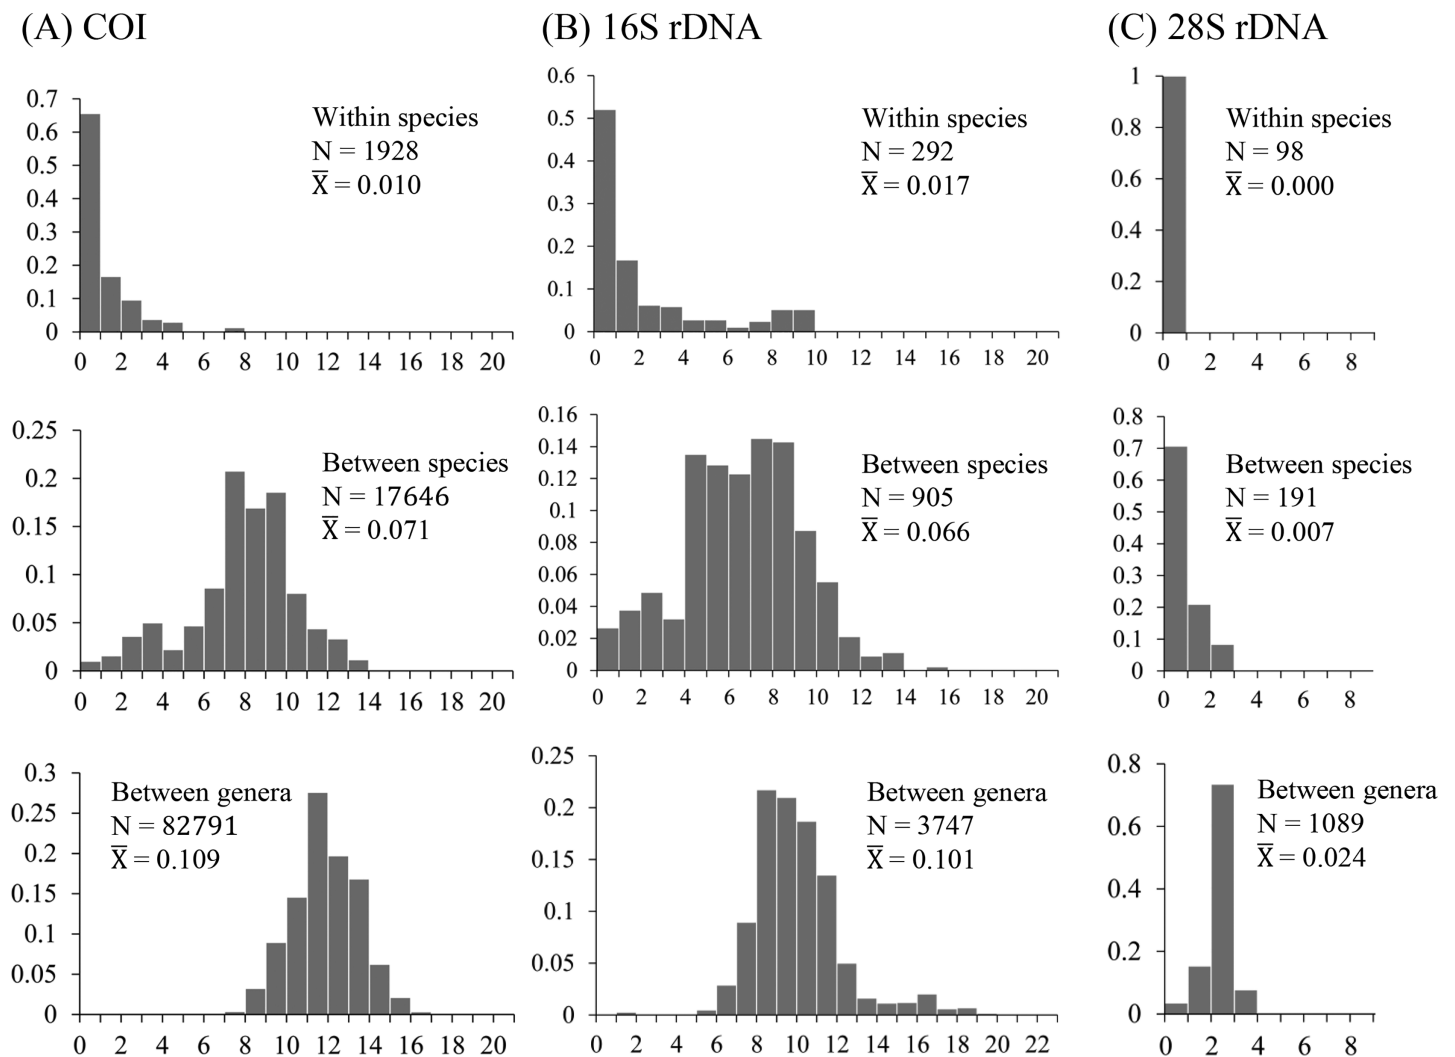 (A) COI
(B) 16S rDNA
(C) 28S rDNA
0.7
0.6
0.5
0.4
0.3
0.2
0.1
0
Within species
N = 1928
X̅ = 0.010
0 2 4 6 8 10 12 14 16 18 20
0.6
0.5
0.4
0.3
0.2
0.1
0
Within species
N = 292
X̅ = 0.017
0 2 4 6 8 10 12 14 16 18 20
1
0.8
0.6
0.4
0.2
0
Within species
N = 98
X̅ = 0.000
0 2 4 6 8
0.25
0.2
0.15
0.1
0.05
0
Between species
N = 17646
X̅ = 0.071
0 2 4 6 8 10 12 14 16 18 20
0.16
0.14
0.12
0.1
0.08
0.06
0.04
0.02
0
Between species
N = 905
X̅ = 0.066
0 2 4 6 8 10 12 14 16 18 20
0.8
0.7
0.6
0.5
0.4
0.3
0.2
0.1
0
Between species
N = 191
X̅ = 0.007
0 2 4 6 8
0.3
0.25
0.2
0.15
0.1
0.05
0
Between genera
N = 82791
X̅ = 0.109
0 2 4 6 8 10 12 14 16 18 20
0.25
0.2
0.15
0.1
0.05
0
Between genera
N = 3747
X̅ = 0.101
0 2 4 6 8 10 12 14 16 18 20 22
0.8
0.6
0.4
0.2
0
Between genera
N = 1089
X̅ = 0.024
0 2 4 6 8